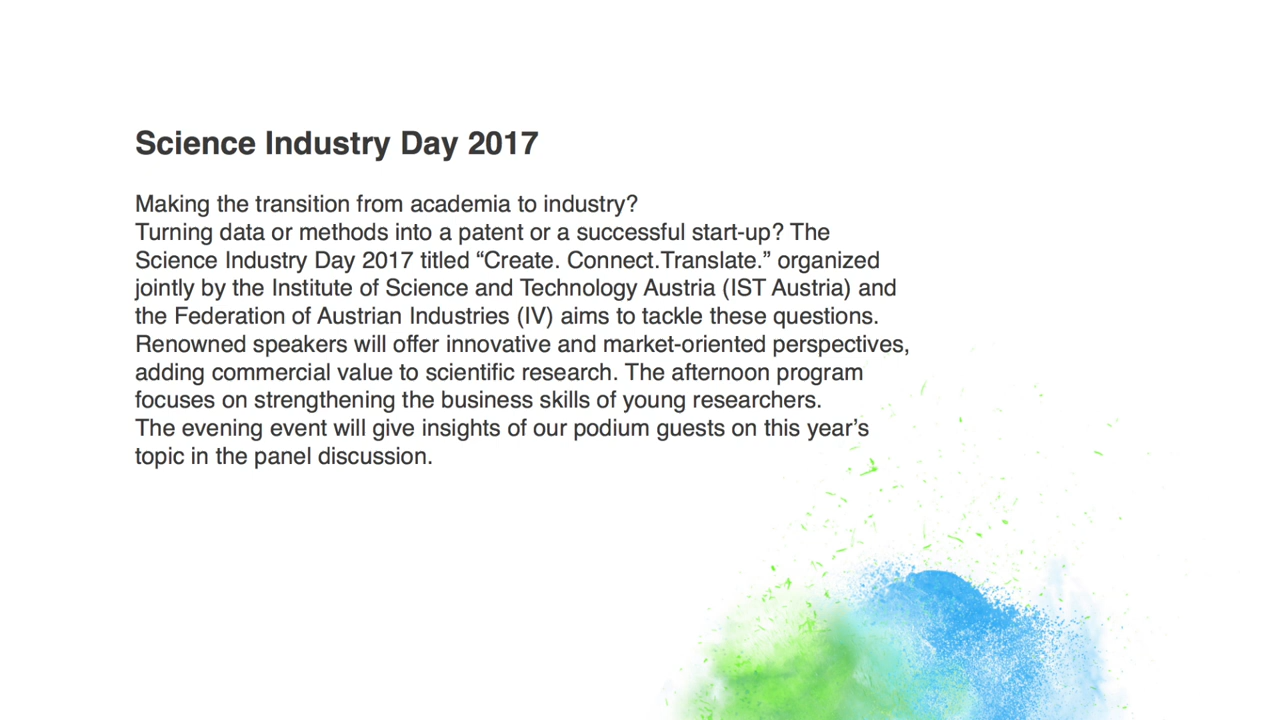 Science Industry Day 2017
Making the transition from academia to industry?
Turning data or methods into a patent or a successful start-up? The
Science Industry Day 2017 titled “Create. Connect.Translate.” organized
jointly by the Institute of Science and Technology Austria (IST Austria) and
the Federation of Austrian Industries (IV) aims to tackle these questions.
Renowned speakers will offer innovative and market-oriented perspectives,
adding commercial value to scientific research. The afternoon program
focuses on strengthening the business skills of young researchers.
The evening event will give insights of our podium guests on this year’s
topic in the panel discussion.